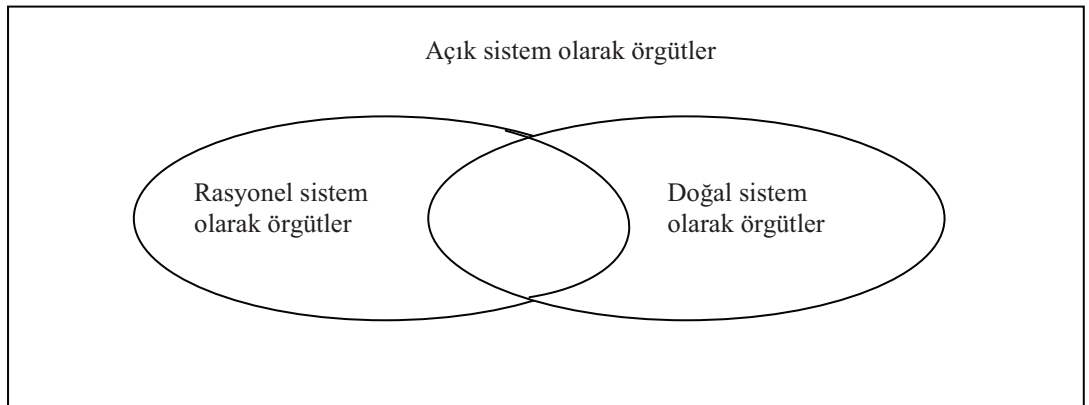 Açık sistem olarak örgütler
Rasyonel sistem
olarak örgütler
Doğal sistem
olarak örgütler